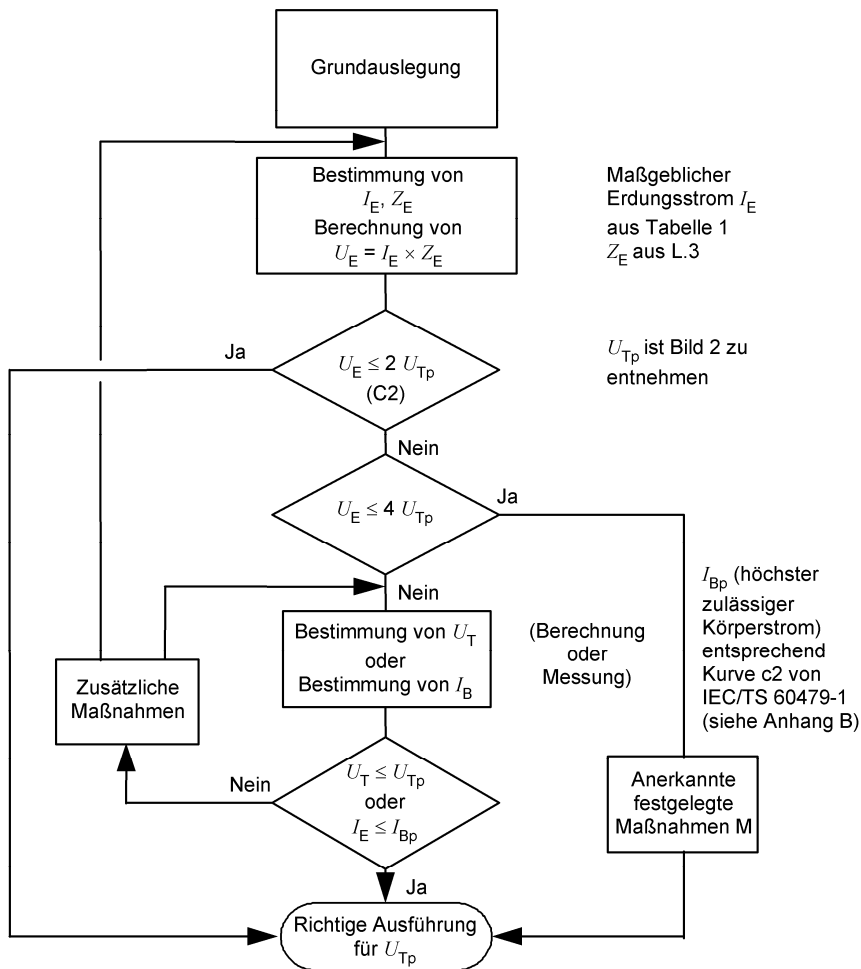 Grundauslegung
Bestimmung von
I_E, Z_E
Berechnung von
U_E = I_E × Z_E
Maßgeblicher
Erdungsstrom I_E
aus Tabelle 1
Z_E aus L.3
Ja
U_E ≤ 2 U_Tp
(C2)
U_Tp ist Bild 2 zu
entnehmen
Nein
U_E ≤ 4 U_Tp
Ja
Nein
Bestimmung von U_T
oder
Bestimmung von I_B
(Berechnung
oder
Messung)
I_Bp (höchster
zulässiger
Körperstrom)
entsprechend
Kurve c2 von
IEC/TS 60479-1
(siehe Anhang B)
Zusätzliche
Maßnahmen
Nein
U_T ≤ U_Tp
oder
I_E ≤ I_Bp
Anerkannte
festgelegte
Maßnahmen M
Ja
Richtige Ausführung
für U_Tp